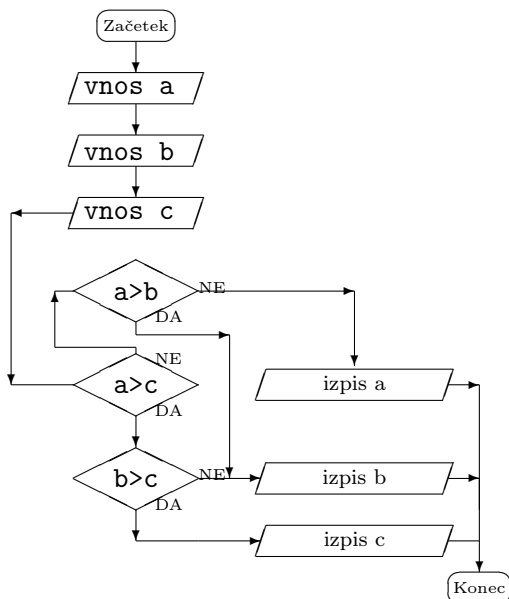 Začetek
vnos a
vnos b
vnos c
a>b
NE
DA
NE
a>c
izpis a
DA
b>c
NE
izpis b
DA
izpis c
Konec